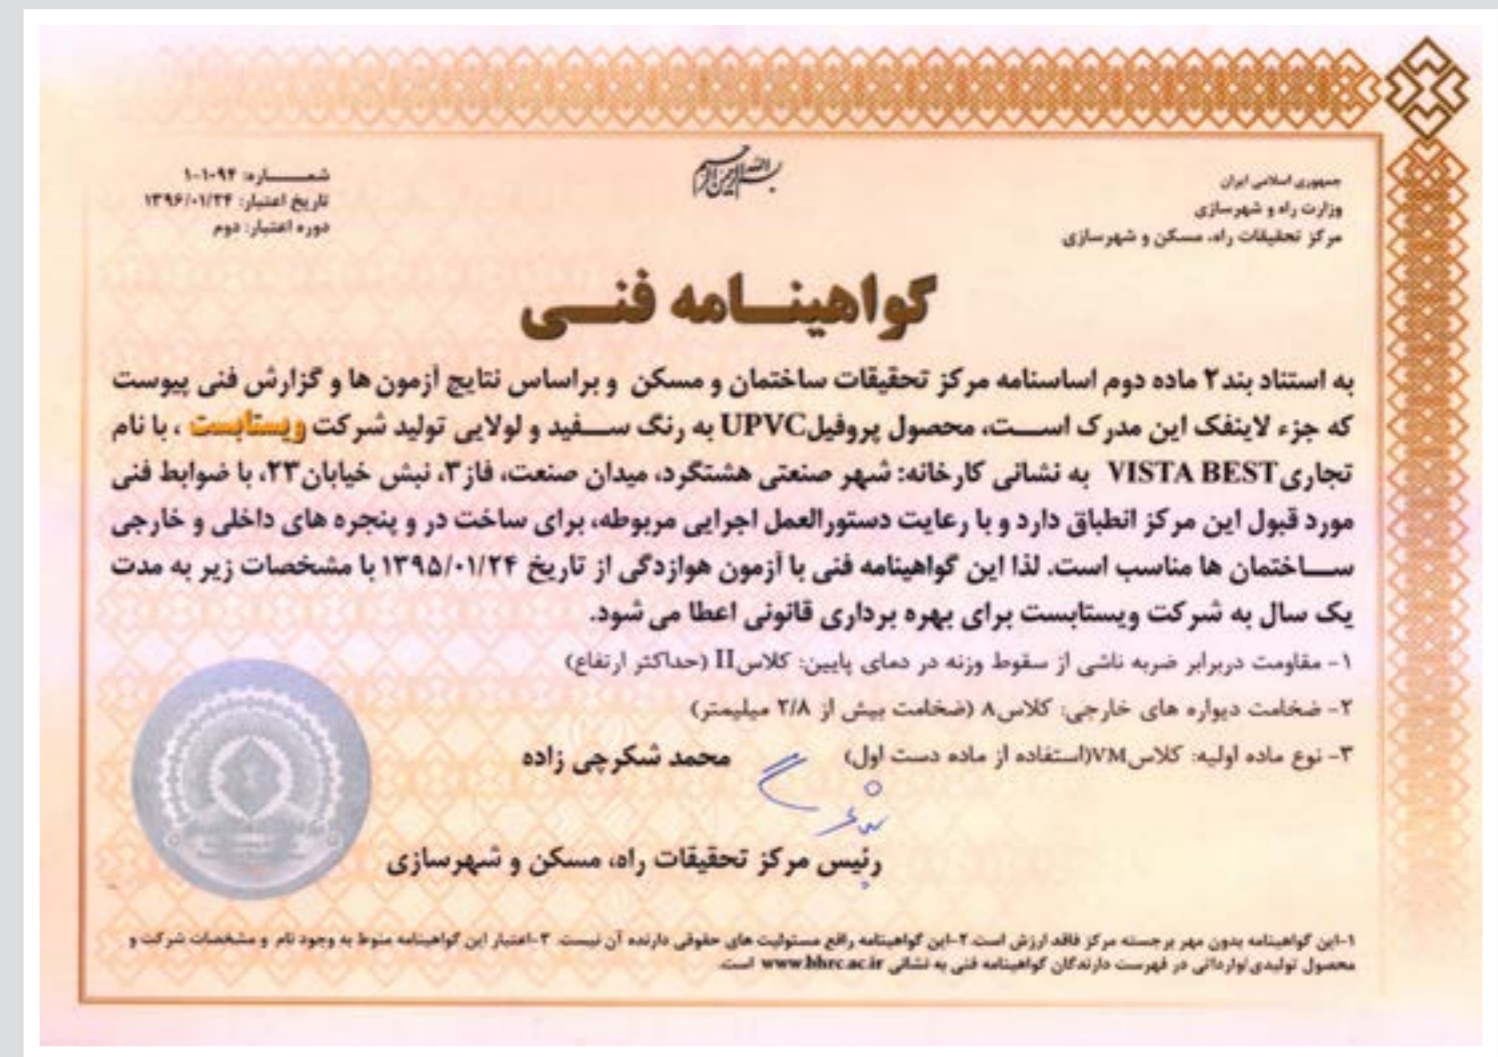 بسم الله الرحمن الرحیم
جمهوری اسلامی ایران
وزارت راه و شهرسازی
مرکز تحقیقات راه، مسکن و شهرسازی
شمـــــاره: ۹۴-۱-۱
تاریخ اعتبار: ۱۳۹۶/۰۱/۲۴
دوره اعتبار: دوم
گواهینـــامه فنـــی
به استناد بند۲ ماده دوم اساسنامه مرکز تحقیقات ساختمان و مسکن و براساس نتایج آزمون ها و گزارش فنی پیوست
که جزء لاینفک این مدرک اســـت، محصول پروفیلUPVC به رنگ ســـفید و لولایی تولید شرکت ویستابست ، با نام
تجاریVISTA BEST به نشانی کارخانه: شهر صنعتی هشتگرد، میدان صنعت، فاز۳، نبش خیابان۲۳، با ضوابط فنی
مورد قبول این مرکز انطباق دارد و با رعایت دستورالعمل اجرایی مربوطه، برای ساخت در و پنجره های داخلی و خارجی
ســـاختمان ها مناسب است. لذا این گواهینامه فنی با آزمون هوازدگی از تاریخ ۱۳۹۵/۰۱/۲۴ با مشخصات زیر به مدت
یک سال به شرکت ویستابست برای بهره برداری قانونی اعطا می شود.
۱- مقاومت دربرابر ضربه ناشی از سقوط وزنه در دمای پایین: کلاسII (حداکثر ارتفاع)
۲- ضخامت دیواره های خارجی: کلاسA (ضخامت بیش از ۲/۸ میلیمتر)
۳- نوع ماده اولیه: کلاسVM(استفاده از ماده دست اول)
محمد شکرچی زاده
رئیس مرکز تحقیقات راه، مسکن و شهرسازی
۱-این گواهینامه بدون مهر برجسته مرکز فاقد ارزش است.۲-این گواهینامه رافع مسئولیت های حقوقی دارنده آن نیست. ۳-اعتبار این گواهینامه منوط به وجود نام و مشخصات شرکت و
محصول تولیدی/وارداتی در فهرست دارندگان گواهینامه فنی به نشانی www.bhrc.ac.ir است.